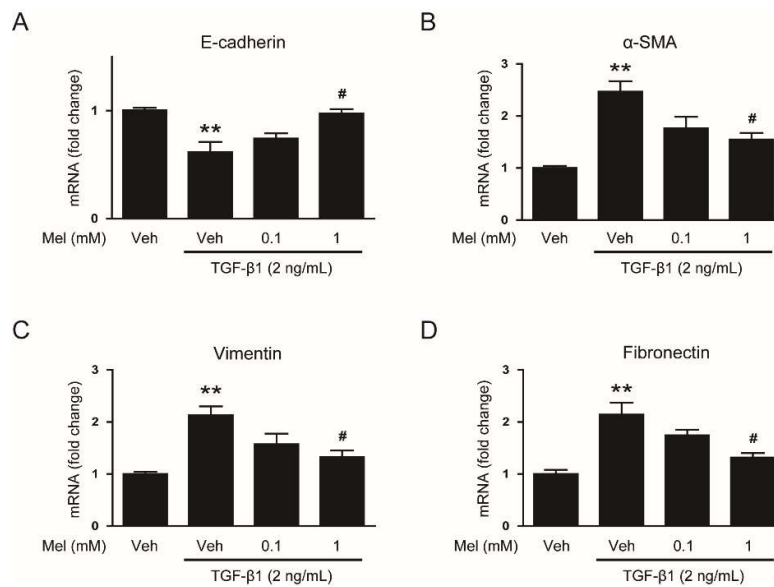 A
E-cadherin
mRNA (fold change)
1
0
**
#
Mel (mM) Veh Veh 0.1 1
TGF-β1 (2 ng/mL)
B
α-SMA
mRNA (fold change)
3
2
1
0
**
#
Mel (mM) Veh Veh 0.1 1
TGF-β1 (2 ng/mL)
C
Vimentin
mRNA (fold change)
3
2
1
0
**
#
Mel (mM) Veh Veh 0.1 1
TGF-β1 (2 ng/mL)
D
Fibronectin
mRNA (fold change)
3
2
1
0
**
#
Mel (mM) Veh Veh 0.1 1
TGF-β1 (2 ng/mL)